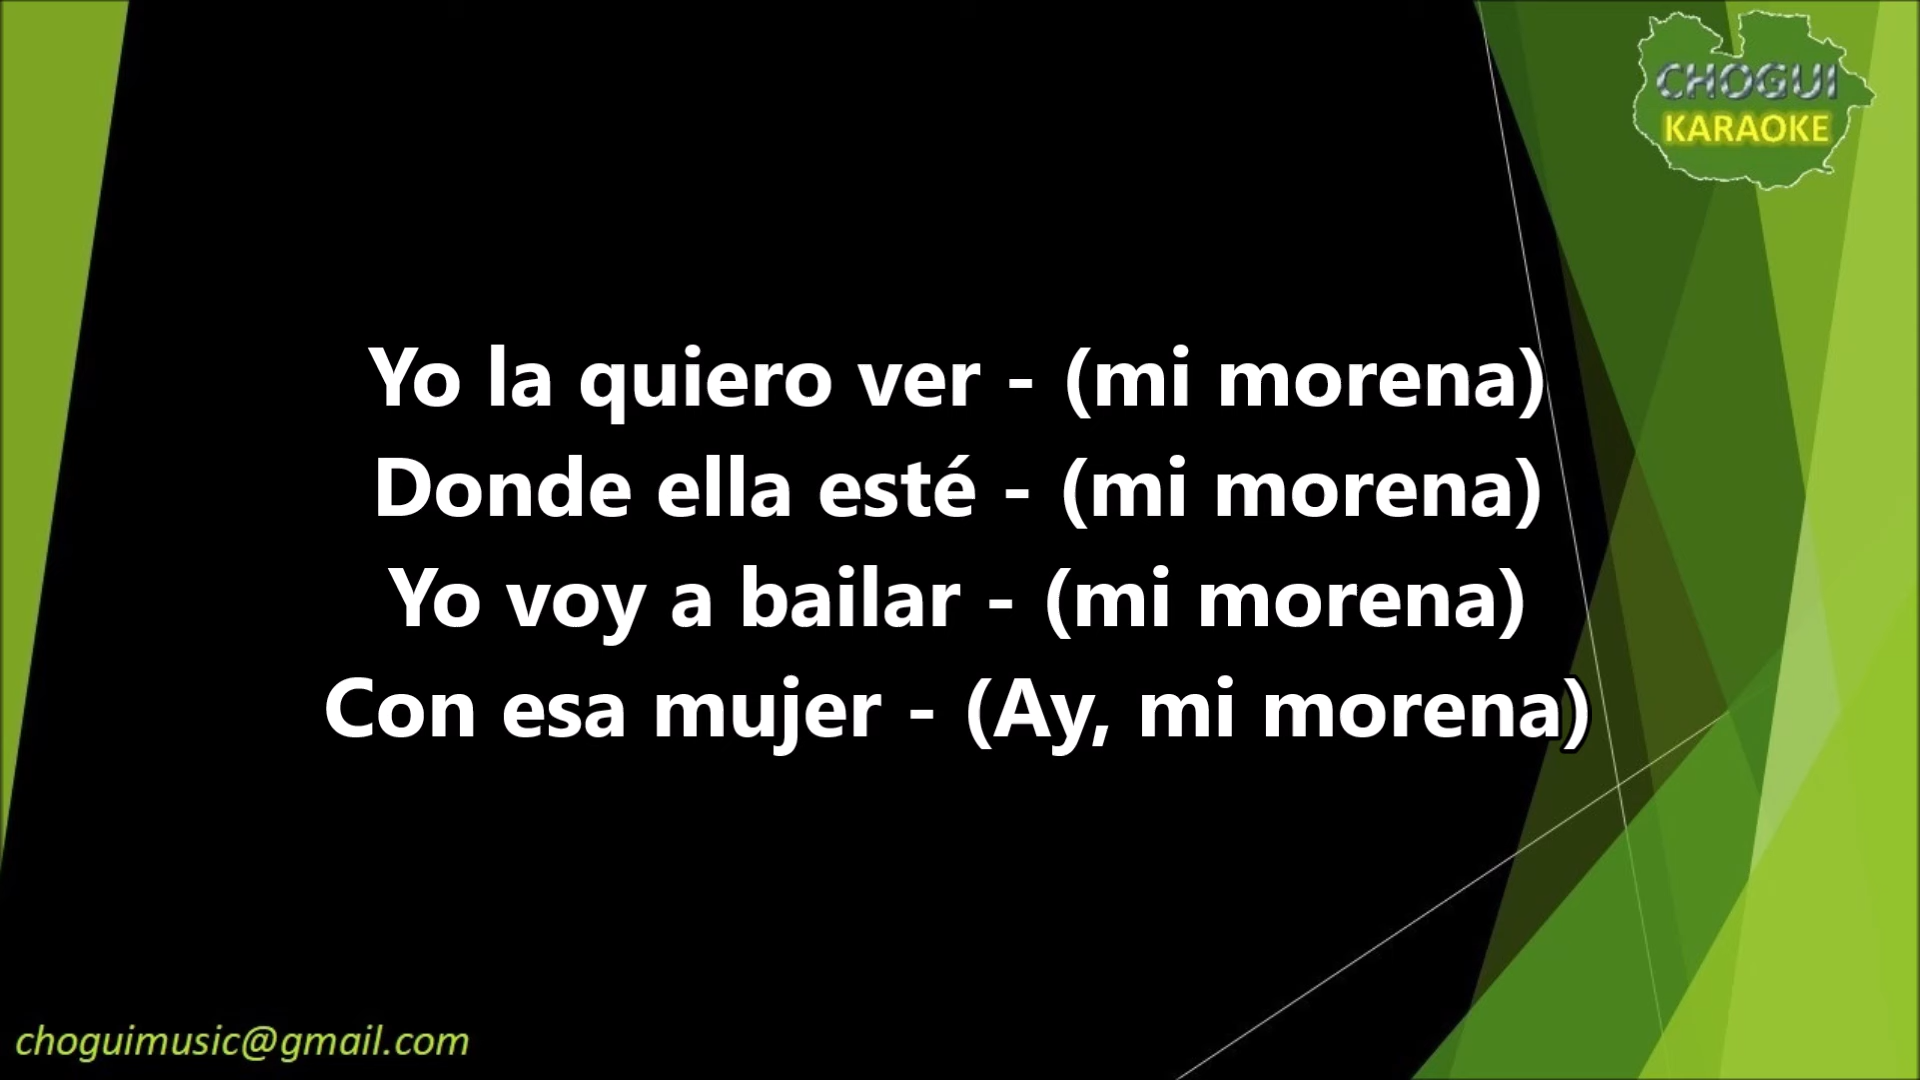 CHOGUI
KARAOKE
Yo la quiero ver - (mi morena)
Donde ella esté - (mi morena)
Yo voy a bailar - (mi morena)
Con esa mujer - (Ay, mi morena)
choguimusic@gmail.com